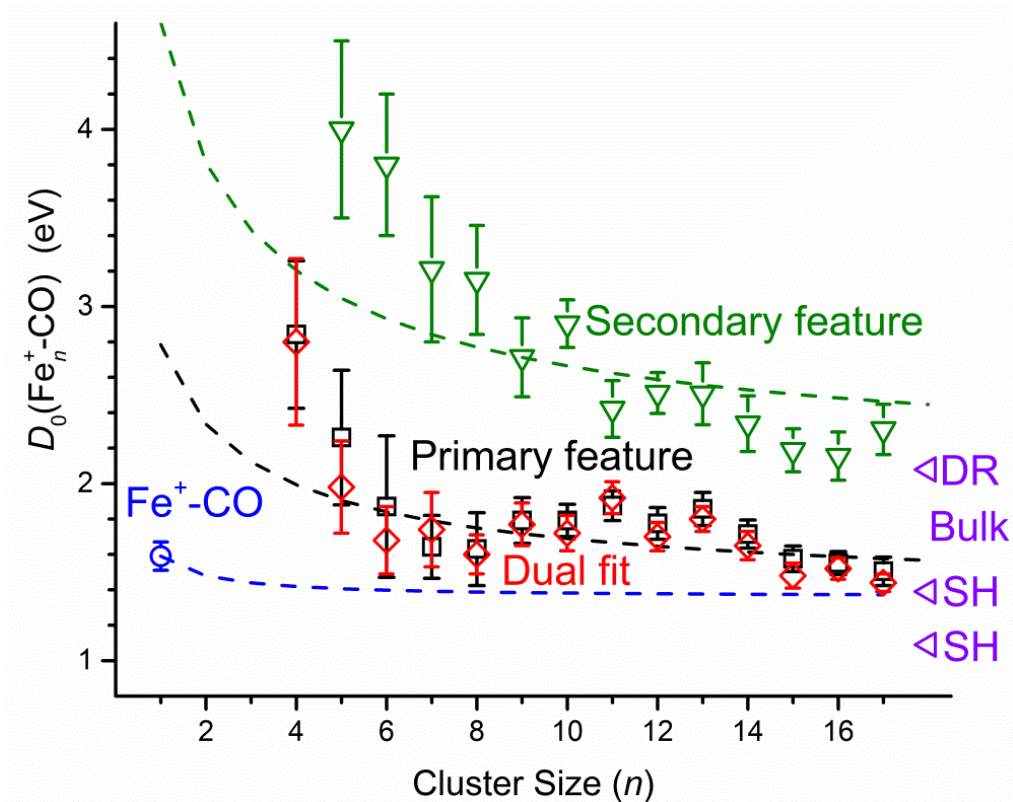 D₀(Feₙ⁺-CO) (eV)
4
3
2
1
Secondary feature
Primary feature
Fe⁺-CO
Dual fit
DR
Bulk
SH
SH
2 4 6 8 10 12 14 16
Cluster Size (n)